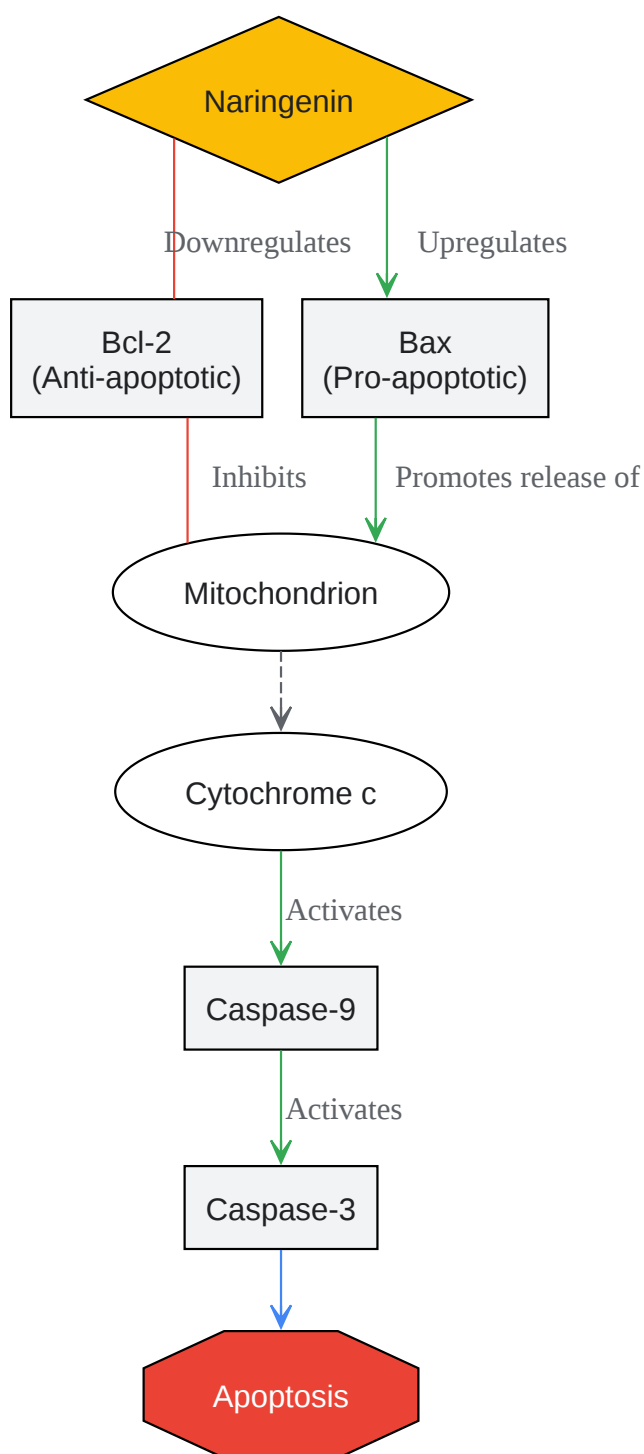 Naringenin
Downregulates
Upregulates
Bcl-2
(Anti-apoptotic)
Bax
(Pro-apoptotic)
Inhibits
Promotes release of
Mitochondrion
Cytochrome c
Activates
Caspase-9
Activates
Caspase-3
Apoptosis